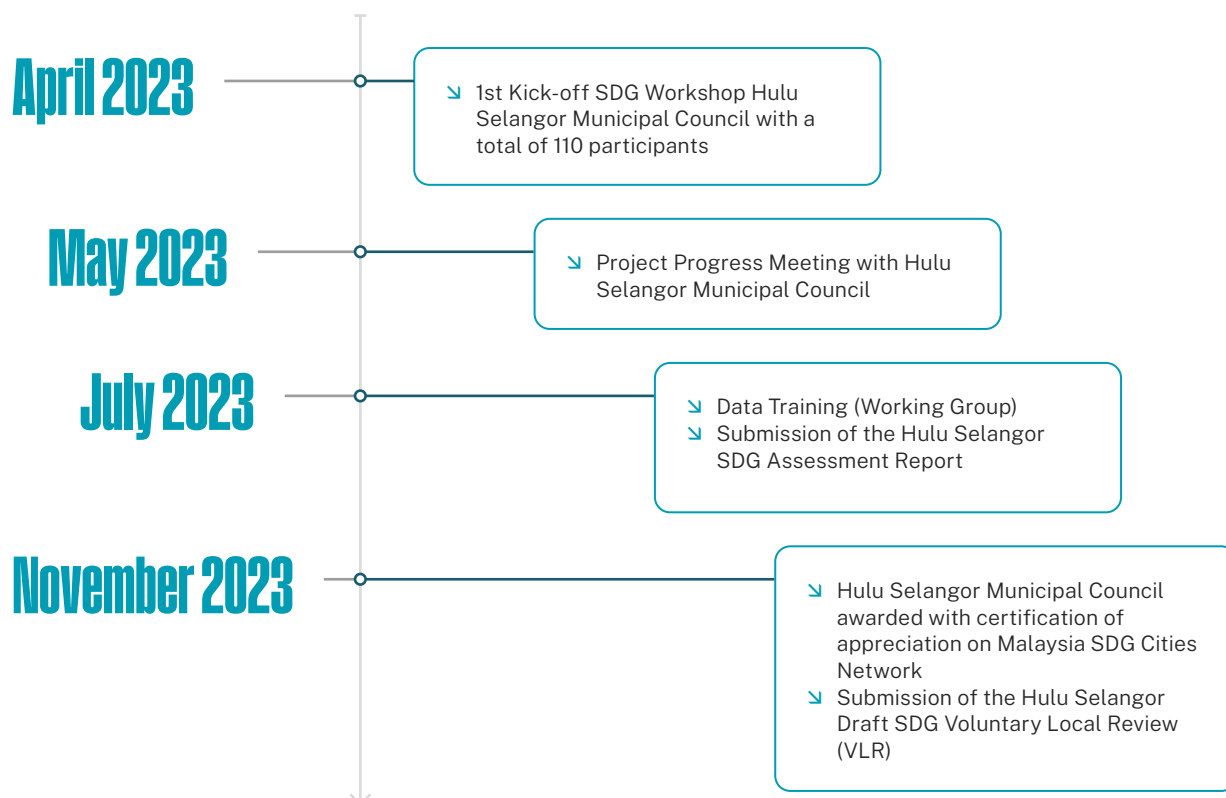 April 2023
1st Kick-off SDG Workshop Hulu
Selangor Municipal Council with a
total of 110 participants
May 2023
Project Progress Meeting with Hulu
Selangor Municipal Council
July 2023
Data Training (Working Group)
Submission of the Hulu Selangor
SDG Assessment Report
November 2023
Hulu Selangor Municipal Council
awarded with certification of
appreciation on Malaysia SDG Cities
Network
Submission of the Hulu Selangor
Draft SDG Voluntary Local Review
(VLR)